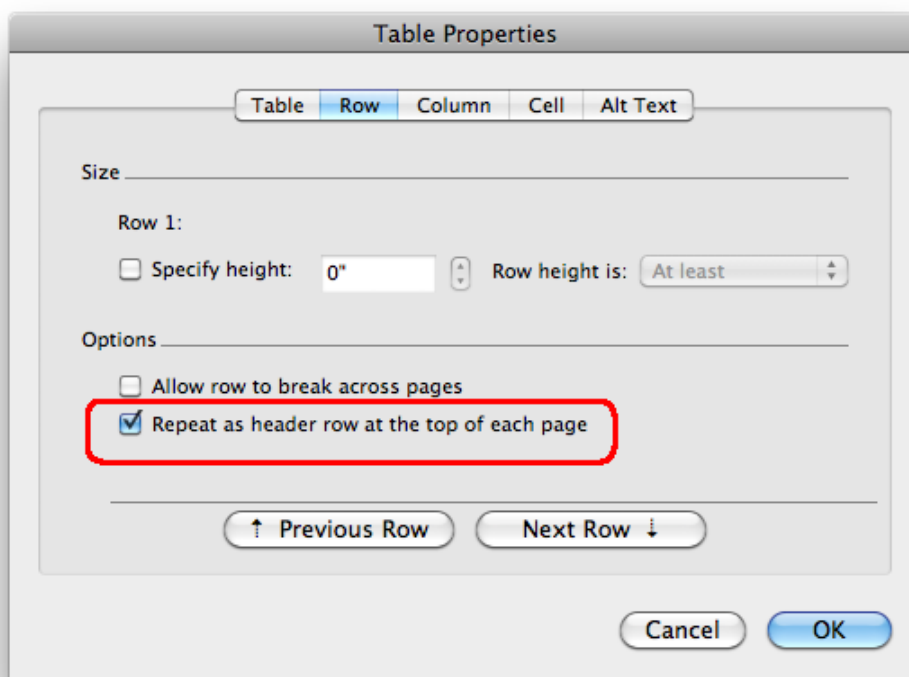 Table Properties
Table Row Column Cell Alt Text
Size
Row 1:
Specify height: 0" Row height is: At least
Options
Allow row to break across pages
Repeat as header row at the top of each page
↑ Previous Row Next Row ↓
Cancel OK